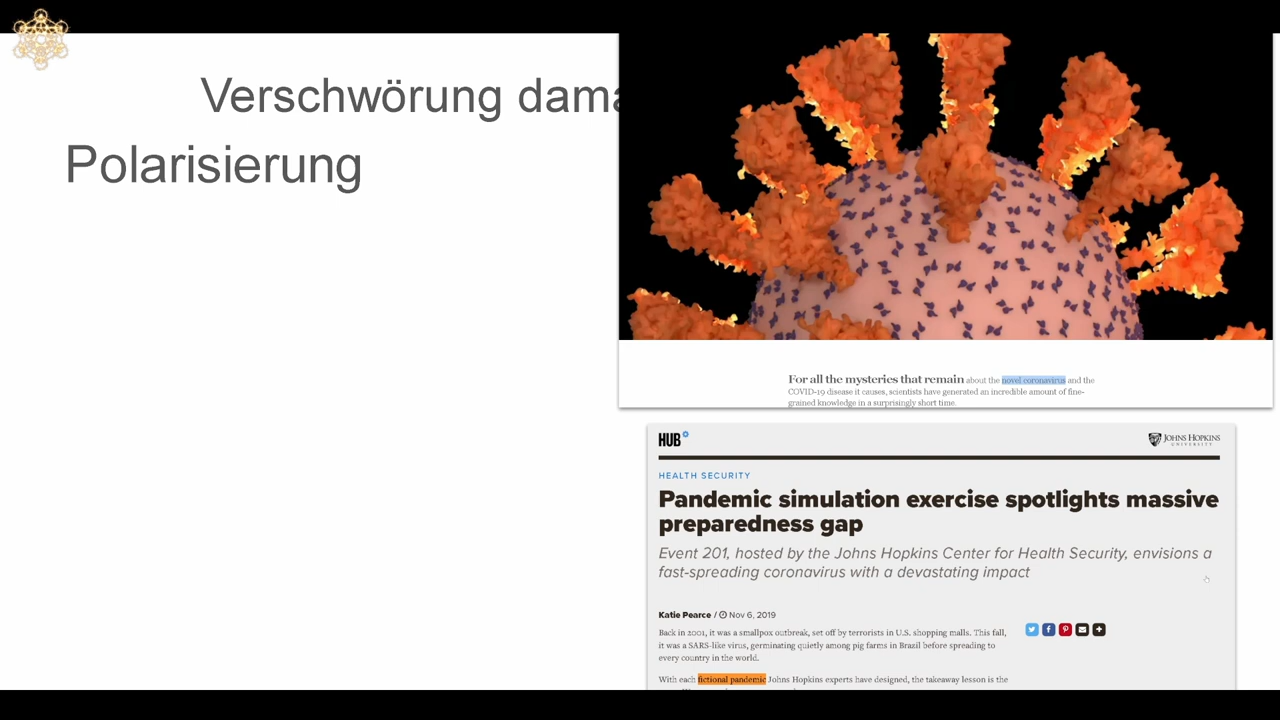 Verschwörung dama
Polarisierung
For all the mysteries that remain about the novel coronavirus and the
COVID-19 disease it causes, scientists have generated an incredible amount of fine-
grained knowledge in a surprisingly short time.
HUB
JOHNS HOPKINS
UNIVERSITY
HEALTH SECURITY
Pandemic simulation exercise spotlights massive
preparedness gap
Event 201, hosted by the Johns Hopkins Center for Health Security, envisions a
fast-spreading coronavirus with a devastating impact
Katie Pearce / Nov 6, 2019
Back in 2001, it was a smallpox outbreak, set off by terrorists in U.S. shopping malls. This fall,
it was a SARS-like virus, germinating quietly among pig farms in Brazil before spreading to
every country in the world.
With each fictional pandemic Johns Hopkins experts have designed, the takeaway lesson is the